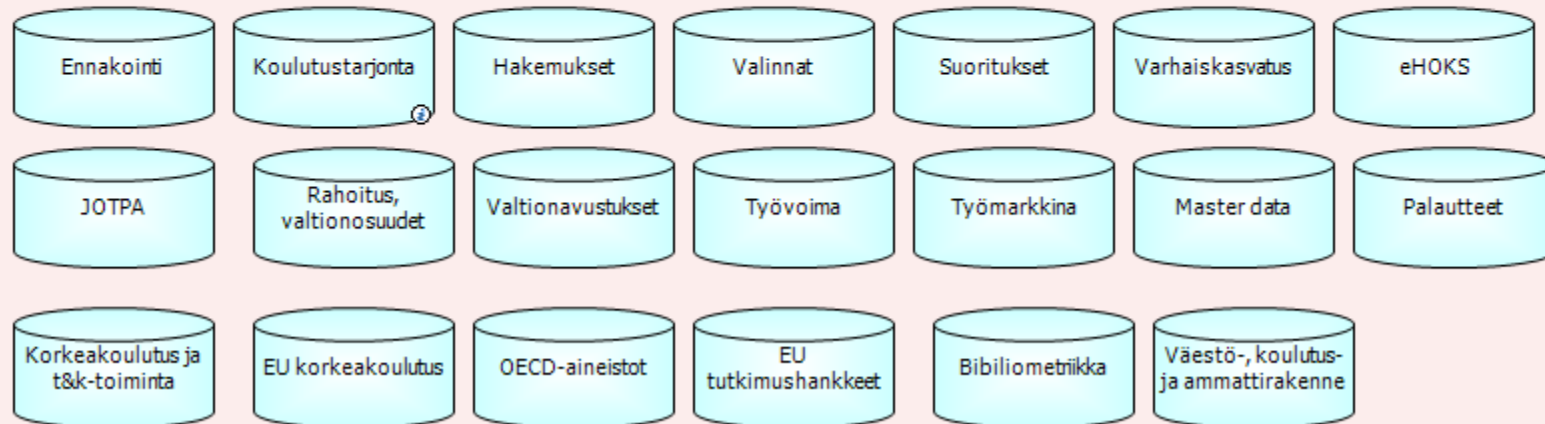 Ennakointi
Koulutustarjonta
Hakemukset
Valinnat
Suoritukset
Varhaiskasvatus
eHOKS
JOTPA
Rahoitus,
valtionosuudet
Valtionavustukset
Työvoima
Työmarkkina
Master data
Palautteet
Korkeakoulutus ja
t&k-toiminta
EU korkeakoulutus
OECD-aineistot
EU
tutkimushankkeet
Bibiliometriikka
Väestö-, koulutus-
ja ammattirakenne